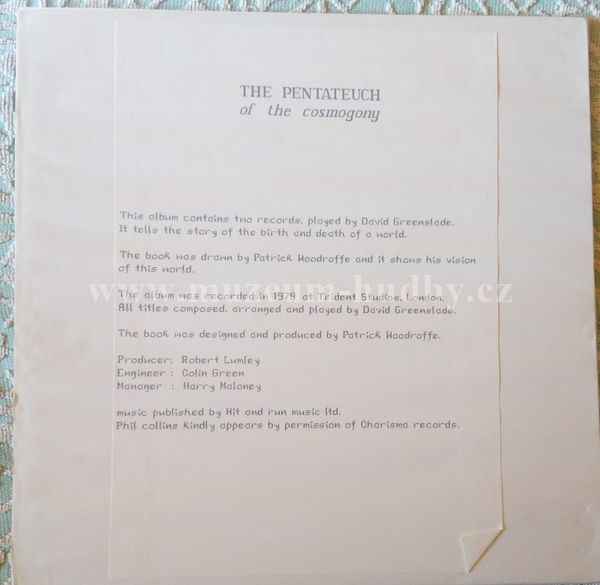 THE PENTATEUCH
of the cosmogony
This album contains two records, played by David Greenslade.
It tells the story of the birth and death of a world.
The book was drawn by Patrick Woodroffe and it shows his vision
of this world.
www.muzeum-hudby.cz
The album was recorded in 1979 at Trident Studios, London.
All titles composed, arranged and played by David Greenslade.
The book was designed and produced by Patrick Woodroffe.
Producer: Robert Lumley
Engineer : Colin Green
Manager : Harry Maloney
music published by Hit and run music ltd.
Phil collins Kindly appears by permission of Charisma records.